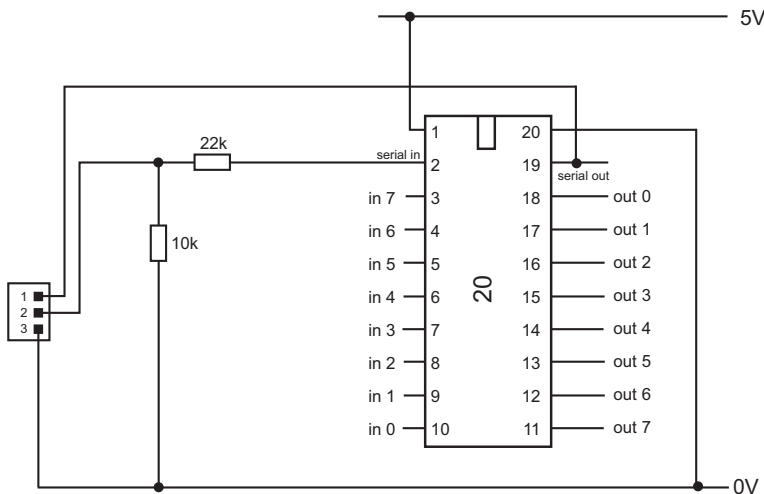 5V
22k
serial in
10k
1
2
3
1
2
3
4
5
6
7
8
9
10
20
19
18
17
16
15
14
13
12
11
20
serial out
in 7
in 6
in 5
in 4
in 3
in 2
in 1
in 0
out 0
out 1
out 2
out 3
out 4
out 5
out 6
out 7
0V